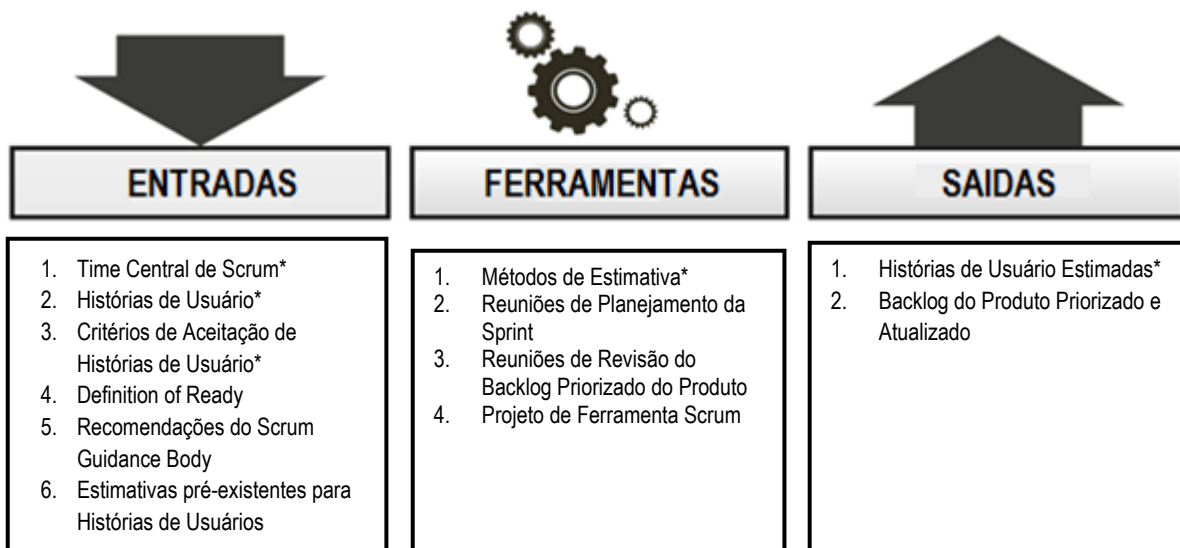 ENTRADAS
1. Time Central de Scrum*
2. Histórias de Usuário*
3. Critérios de Aceitação de
Histórias de Usuário*
4. Definition of Ready
5. Recomendações do Scrum
Guidance Body
6. Estimativas pré-existentes para
Histórias de Usuários
FERRAMENTAS
1. Métodos de Estimativa*
2. Reuniões de Planejamento da
Sprint
3. Reuniões de Revisão do
Backlog Priorizado do Produto
4. Projeto de Ferramenta Scrum
SAIDAS
1. Histórias de Usuário Estimadas*
2. Backlog do Produto Priorizado e
Atualizado